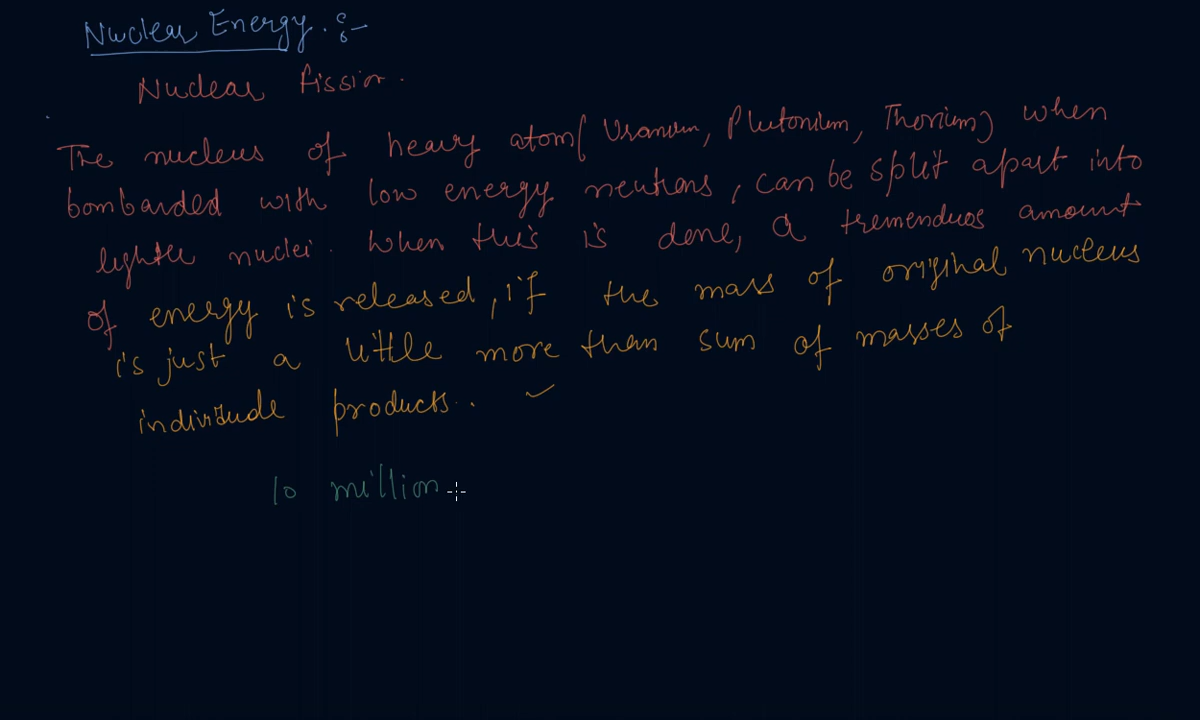 Nuclear Energy :-
Nuclear fission.
The nucleus of heavy atom (Uranium, Plutonium, Thorium) when
bombarded with low energy neutrons, can be split apart into
lighter nuclei. When this is done, a tremenduos amount
of energy is released, if the mass of original nucleus
is just a little more than sum of masses of
individude products.
10 million